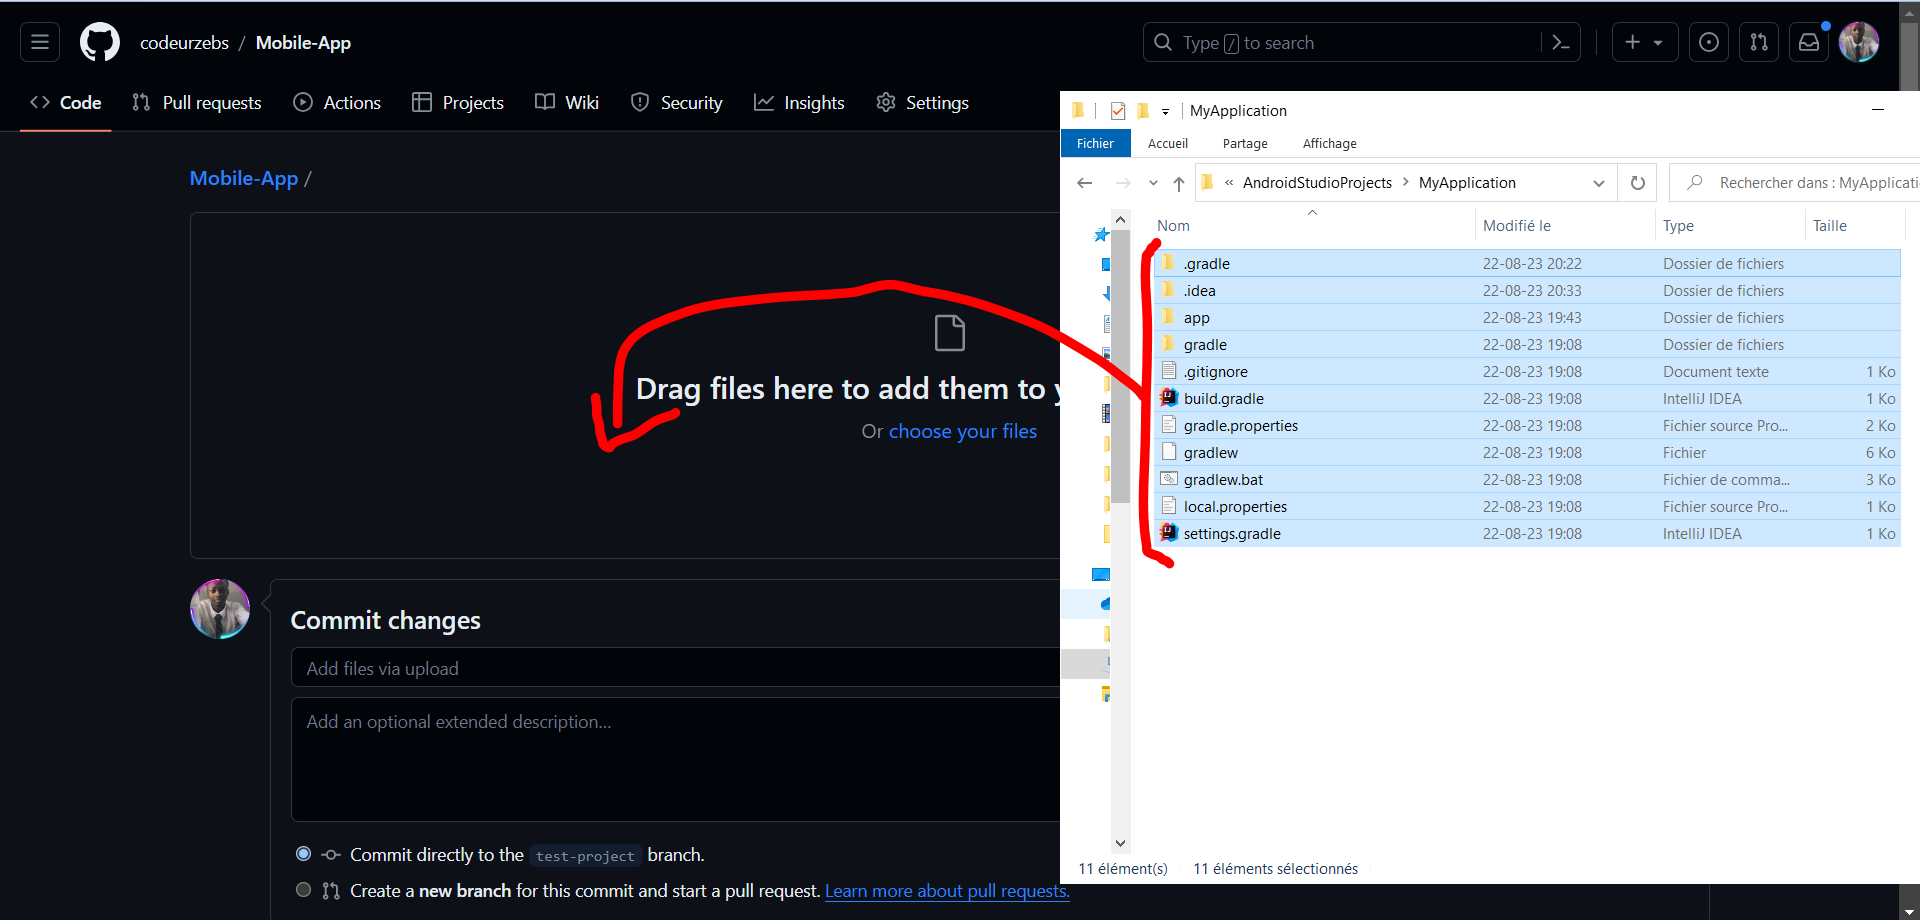 codeurzebs / Mobile-App
Type / to search
Code Pull requests Actions Projects Wiki Security Insights Settings
Mobile-App /
Drag files here to add them to y
Or choose your files
Commit changes
Add files via upload
Add an optional extended description...
Commit directly to the test-project branch.
Create a new branch for this commit and start a pull request. Learn more about pull requests.
MyApplication
Fichier Accueil Partage Affichage
« AndroidStudioProjects > MyApplication
Rechercher dans : MyApplicati
Nom Modifié le Type Taille
.gradle 22-08-23 20:22 Dossier de fichiers
.idea 22-08-23 20:33 Dossier de fichiers
app 22-08-23 19:43 Dossier de fichiers
gradle 22-08-23 19:08 Dossier de fichiers
.gitignore 22-08-23 19:08 Document texte 1 Ko
build.gradle 22-08-23 19:08 IntelliJ IDEA 1 Ko
gradle.properties 22-08-23 19:08 Fichier source Pro... 2 Ko
gradlew 22-08-23 19:08 Fichier 6 Ko
gradlew.bat 22-08-23 19:08 Fichier de comma... 3 Ko
local.properties 22-08-23 19:08 Fichier source Pro... 1 Ko
settings.gradle 22-08-23 19:08 IntelliJ IDEA 1 Ko
11 élément(s) 11 éléments sélectionnés